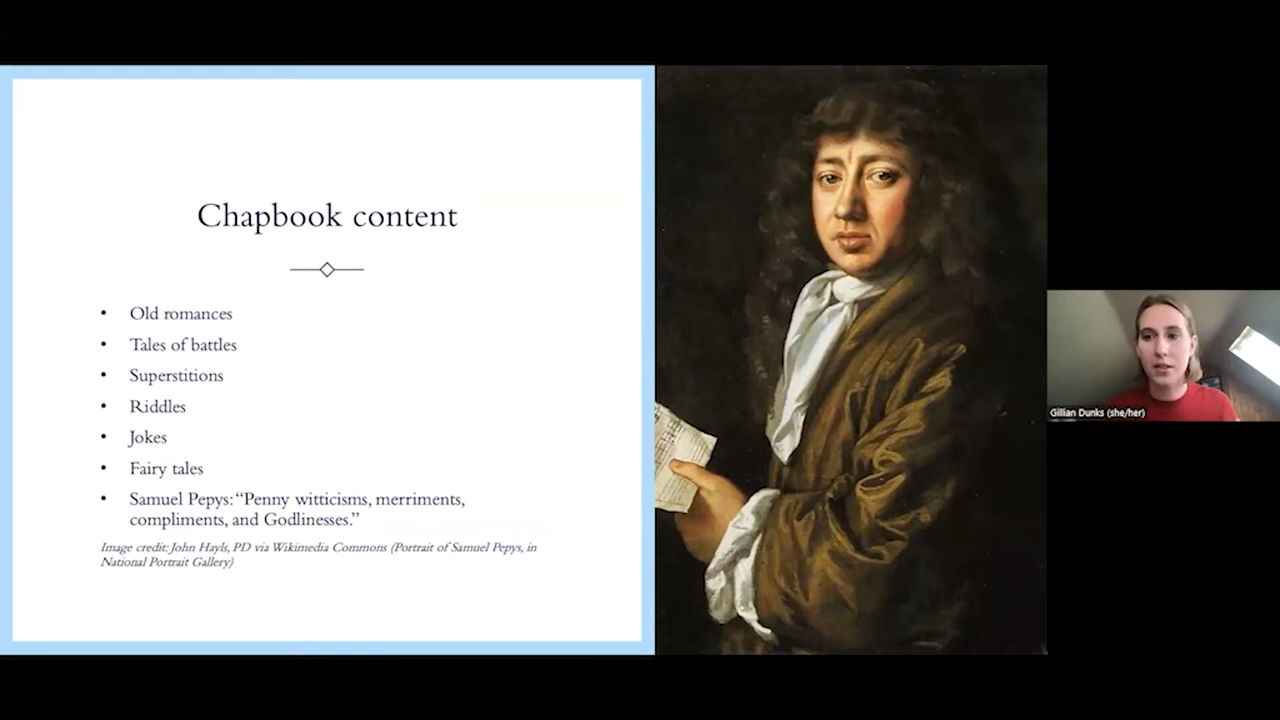 Chapbook content
• Old romances
• Tales of battles
• Superstitions
• Riddles
• Jokes
• Fairy tales
• Samuel Pepys: “Penny witticisms, merriments,
compliments, and Godlinesses.”
Image credit: John Hayls, PD via Wikimedia Commons (Portrait of Samuel Pepys, in
National Portrait Gallery)
Gillian Dunks (she/her)